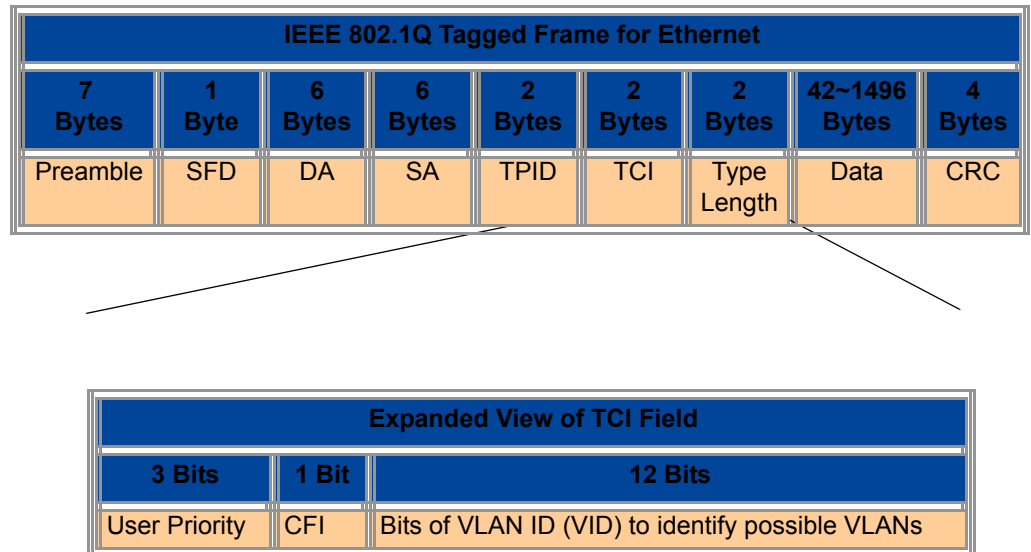 IEEE 802.1Q Tagged Frame for Ethernet
7 Bytes 1 Byte 6 Bytes 6 Bytes 2 Bytes 2 Bytes 2 Bytes 42~1496 Bytes 4 Bytes
Preamble SFD DA SA TPID TCI Type Length Data CRC
Expanded View of TCI Field
3 Bits 1 Bit 12 Bits
User Priority CFI Bits of VLAN ID (VID) to identify possible VLANs